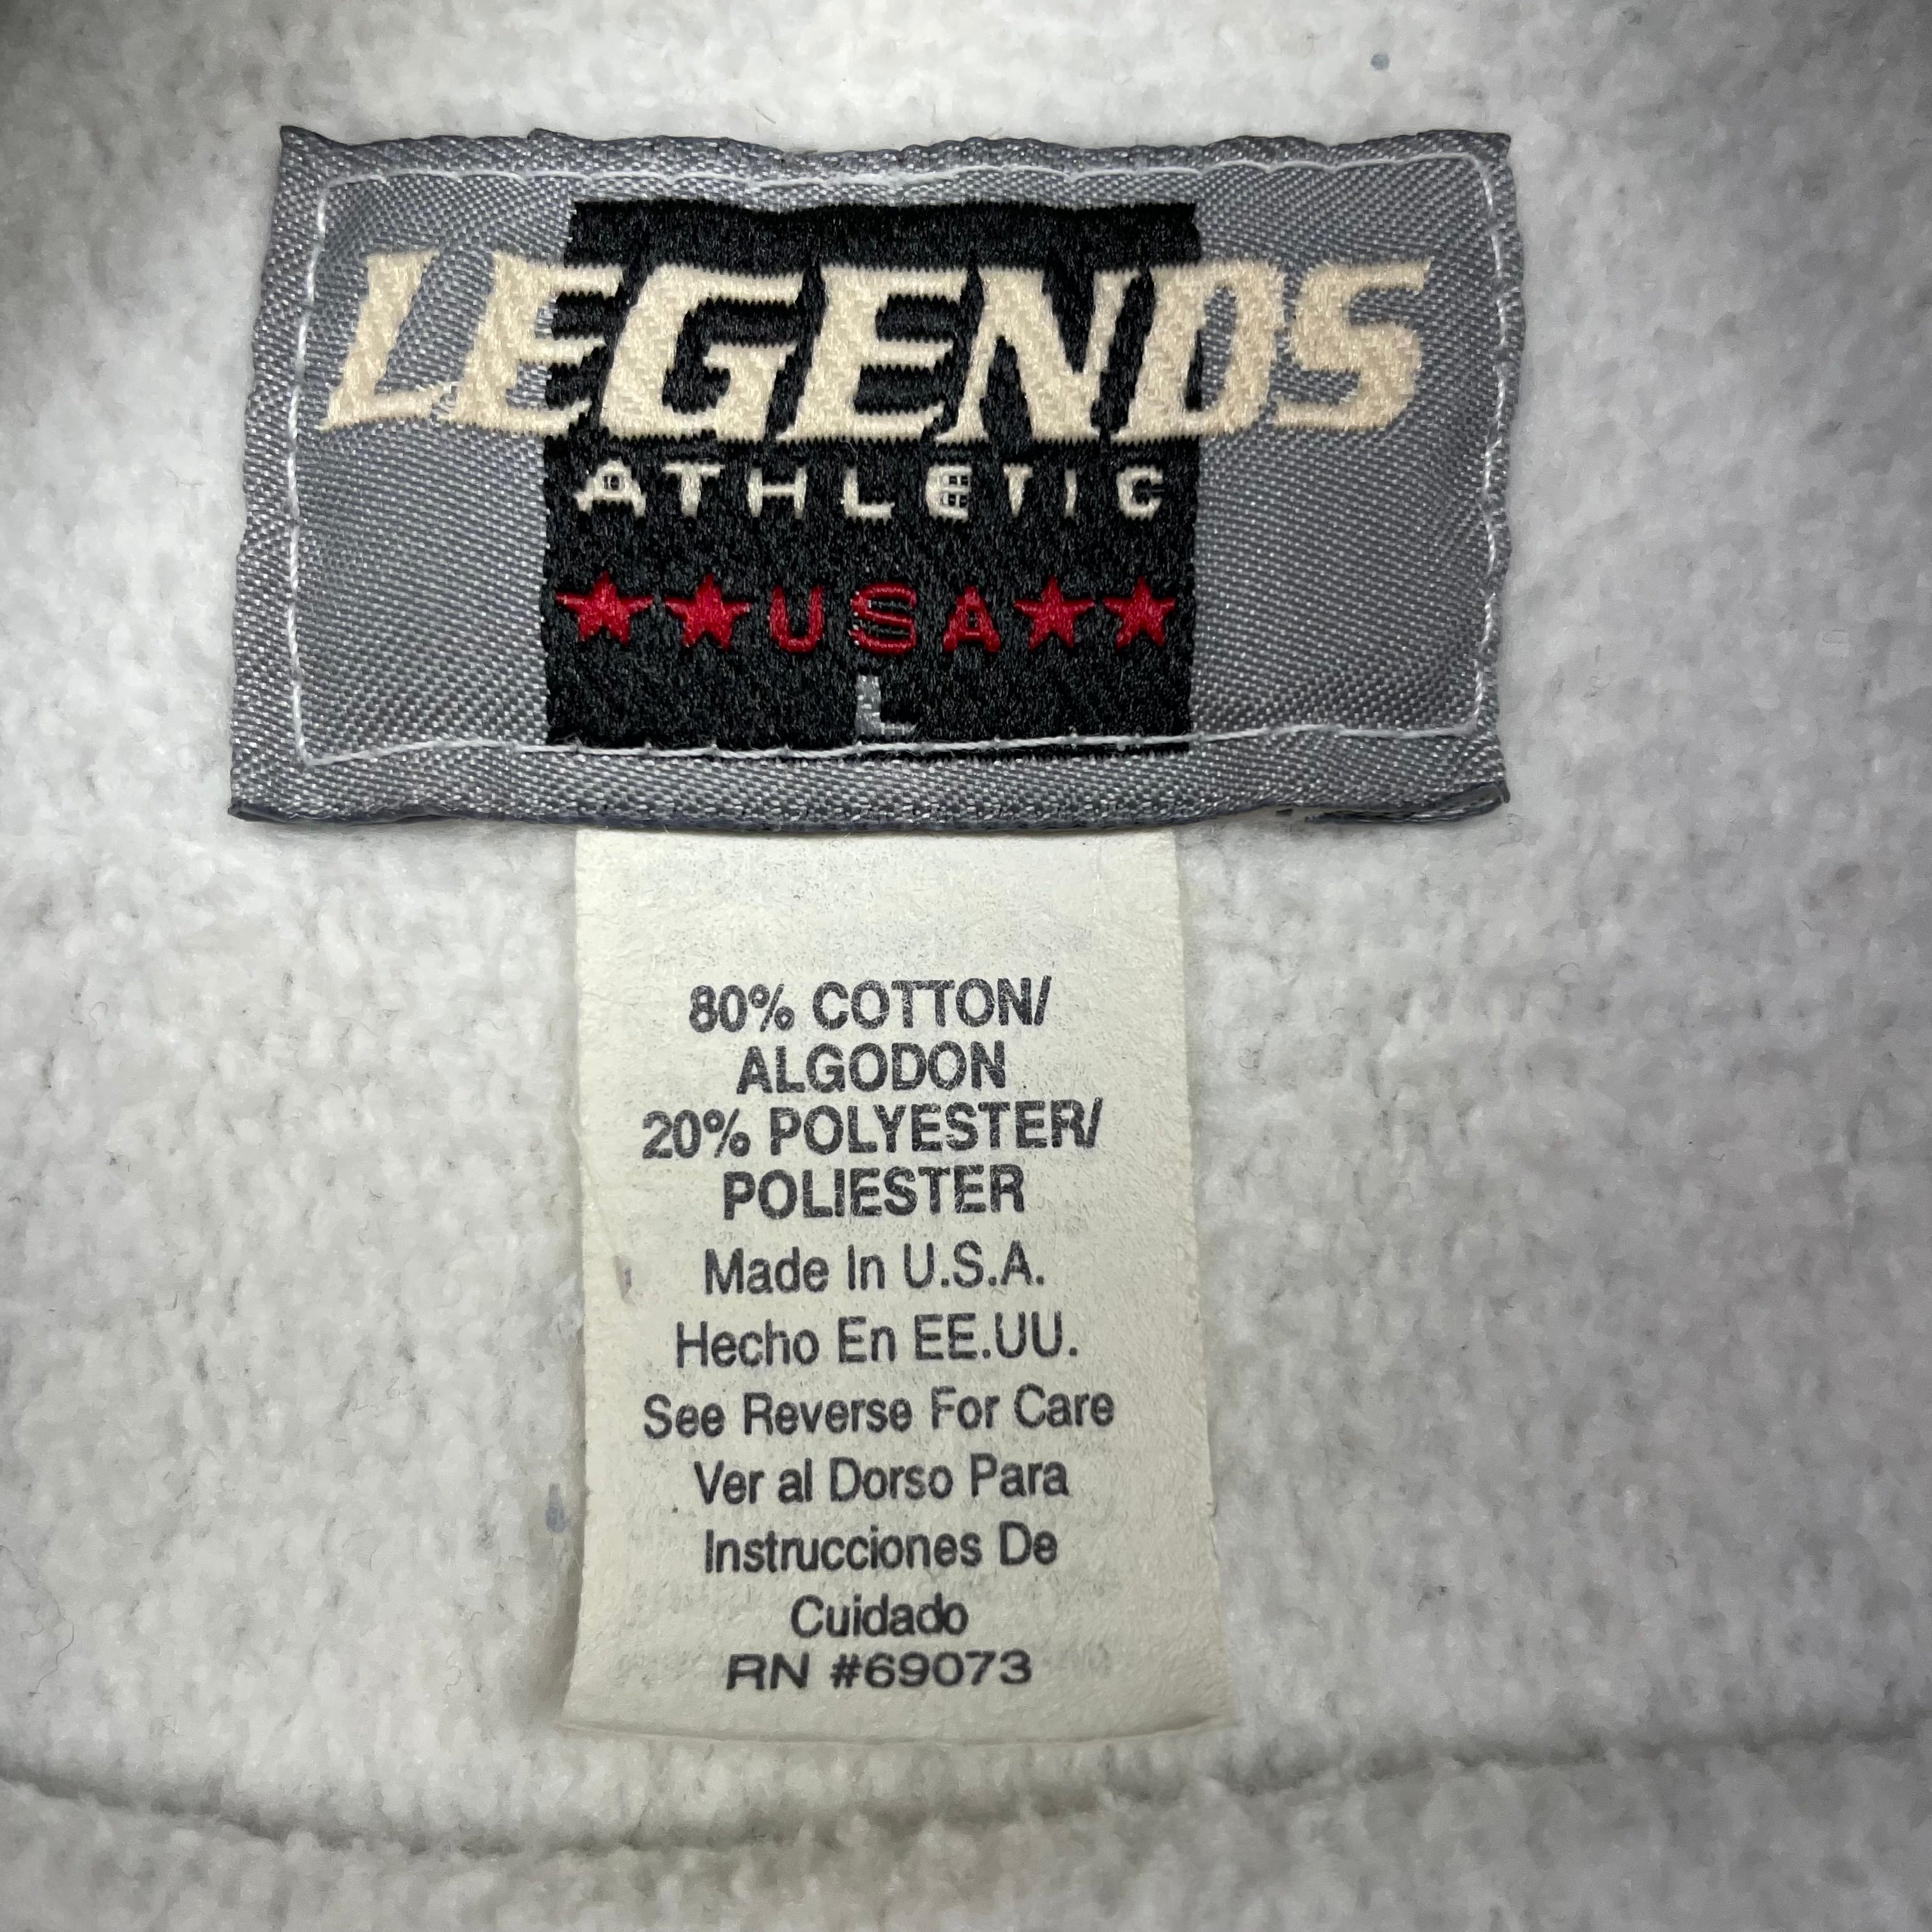 LEGENDS
ATHLETIC
★★USA★★
L
80% COTTON/
ALGODON
20% POLYESTER/
POLIESTER
Made In U.S.A.
Hecho En EE.UU.
See Reverse For Care
Ver al Dorso Para
Instrucciones De
Cuidado
RN #69073